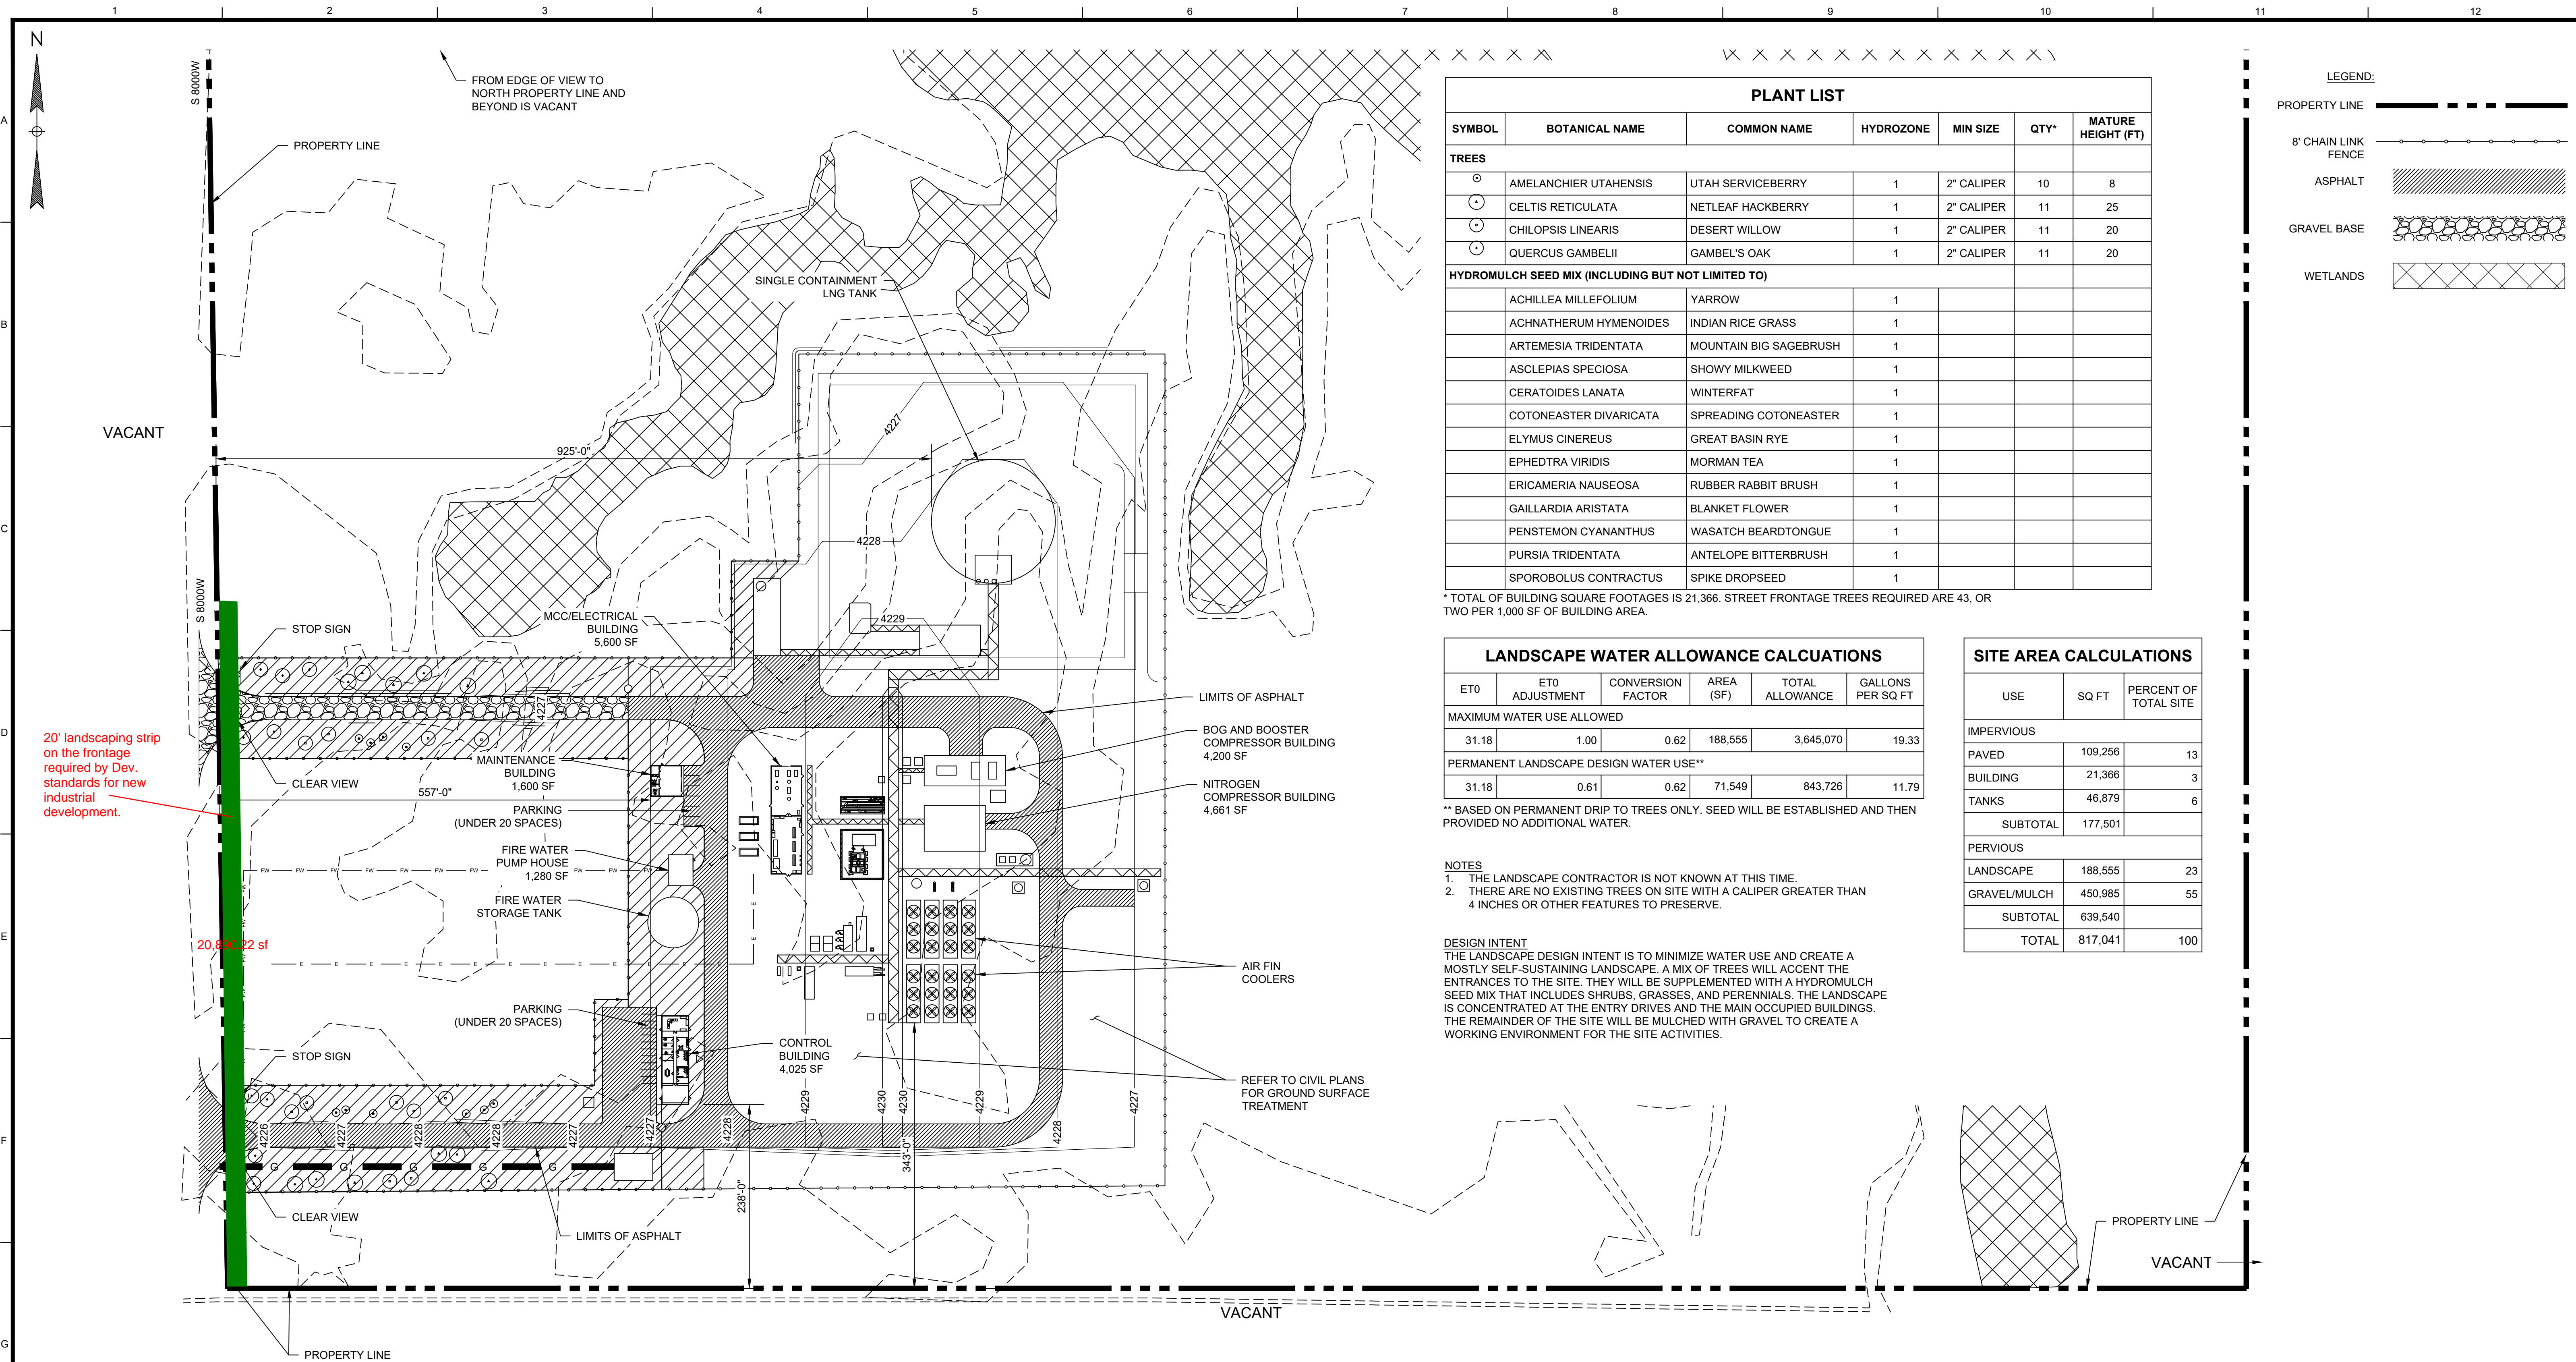 1 2 3 4 5 6 7 8 9 10 11 12
A
B
C
D
E
F
G
N
S 8000W
FROM EDGE OF VIEW TO
NORTH PROPERTY LINE AND
BEYOND IS VACANT
PROPERTY LINE
VACANT
SINGLE CONTAINMENT
LNG TANK
925'-0"
4227
4228
4229
S 8000W
STOP SIGN
MCC/ELECTRICAL
BUILDING
5,600 SF
4227
LIMITS OF ASPHALT
BOG AND BOOSTER
COMPRESSOR BUILDING
4,200 SF
NITROGEN
COMPRESSOR BUILDING
4,661 SF
20' landscaping strip
on the frontage
required by Dev.
standards for new
industrial
development.
CLEAR VIEW
557'-0"
MAINTENANCE
BUILDING
1,600 SF
PARKING
(UNDER 20 SPACES)
FIRE WATER
PUMP HOUSE
1,280 SF
FW FW FW FW FW FW FW FW FW FW
FIRE WATER
STORAGE TANK
E E E E E E E E E E
AIR FIN
COOLERS
PARKING
(UNDER 20 SPACES)
STOP SIGN
CONTROL
BUILDING
4,025 SF
REFER TO CIVIL PLANS
FOR GROUND SURFACE
TREATMENT
4226 4227 4228 4228 4227 4227 4228 4229 4230 4230 4229 4228 4227
G G G G G
238'-0"
343'-0"
CLEAR VIEW
LIMITS OF ASPHALT
PROPERTY LINE
VACANT
PROPERTY LINE
VACANT
PLANT LIST
SYMBOL BOTANICAL NAME COMMON NAME HYDROZONE MIN SIZE QTY* MATURE HEIGHT (FT)
TREES
AMELANCHIER UTAHENSIS UTAH SERVICEBERRY 1 2" CALIPER 10 8
CELTIS RETICULATA NETLEAF HACKBERRY 1 2" CALIPER 11 25
CHILOPSIS LINEARIS DESERT WILLOW 1 2" CALIPER 11 20
QUERCUS GAMBELII GAMBEL'S OAK 1 2" CALIPER 11 20
HYDROMULCH SEED MIX (INCLUDING BUT NOT LIMITED TO)
ACHILLEA MILLEFOLIUM YARROW 1
ACHNATHERUM HYMENOIDES INDIAN RICE GRASS 1
ARTEMESIA TRIDENTATA MOUNTAIN BIG SAGEBRUSH 1
ASCLEPIAS SPECIOSA SHOWY MILKWEED 1
CERATOIDES LANATA WINTERFAT 1
COTONEASTER DIVARICATA SPREADING COTONEASTER 1
ELYMUS CINEREUS GREAT BASIN RYE 1
EPHEDTRA VIRIDIS MORMAN TEA 1
ERICAMERIA NAUSEOSA RUBBER RABBIT BRUSH 1
GAILLARDIA ARISTATA BLANKET FLOWER 1
PENSTEMON CYANANTHUS WASATCH BEARDTONGUE 1
PURSIA TRIDENTATA ANTELOPE BITTERBRUSH 1
SPOROBOLUS CONTRACTUS SPIKE DROPSEED 1
* TOTAL OF BUILDING SQUARE FOOTAGES IS 21,366. STREET FRONTAGE TREES REQUIRED ARE 43, OR
TWO PER 1,000 SF OF BUILDING AREA.
LANDSCAPE WATER ALLOWANCE CALCUATIONS
ET0 ET0 ADJUSTMENT CONVERSION FACTOR AREA (SF) TOTAL ALLOWANCE GALLONS PER SQ FT
MAXIMUM WATER USE ALLOWED
31.18 1.00 0.62 188,555 3,645,070 19.33
PERMANENT LANDSCAPE DESIGN WATER USE**
31.18 0.61 0.62 71,549 843,726 11.79
** BASED ON PERMANENT DRIP TO TREES ONLY. SEED WILL BE ESTABLISHED AND THEN
PROVIDED NO ADDITIONAL WATER.
NOTES
1. THE LANDSCAPE CONTRACTOR IS NOT KNOWN AT THIS TIME.
2. THERE ARE NO EXISTING TREES ON SITE WITH A CALIPER GREATER THAN
4 INCHES OR OTHER FEATURES TO PRESERVE.
DESIGN INTENT
THE LANDSCAPE DESIGN INTENT IS TO MINIMIZE WATER USE AND CREATE A
MOSTLY SELF-SUSTAINING LANDSCAPE. A MIX OF TREES WILL ACCENT THE
ENTRANCES TO THE SITE. THEY WILL BE SUPPLEMENTED WITH A HYDROMULCH
SEED MIX THAT INCLUDES SHRUBS, GRASSES, AND PERENNIALS. THE LANDSCAPE
IS CONCENTRATED AT THE ENTRY DRIVES AND THE MAIN OCCUPIED BUILDINGS.
THE REMAINDER OF THE SITE WILL BE MULCHED WITH GRAVEL TO CREATE A
WORKING ENVIRONMENT FOR THE SITE ACTIVITIES.
SITE AREA CALCULATIONS
USE SQ FT PERCENT OF TOTAL SITE
IMPERVIOUS
PAVED 109,256 13
BUILDING 21,366 3
TANKS 46,879 6
SUBTOTAL 177,501
PERVIOUS
LANDSCAPE 188,555 23
GRAVEL/MULCH 450,985 55
SUBTOTAL 639,540
TOTAL 817,041 100
LEGEND:
PROPERTY LINE
8' CHAIN LINK
FENCE
ASPHALT
GRAVEL BASE
WETLANDS